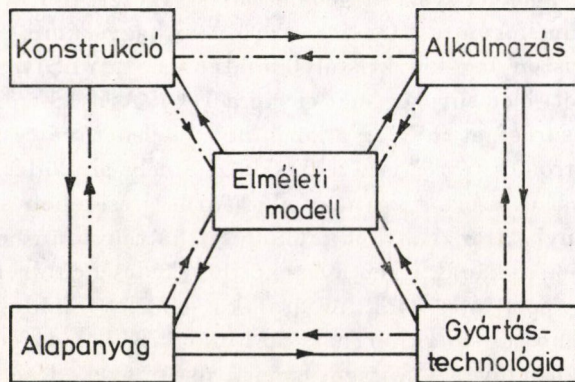 Konstrukció
Alkalmazás
Elméleti
modell
Alapanyag
Gyártás-
technológia